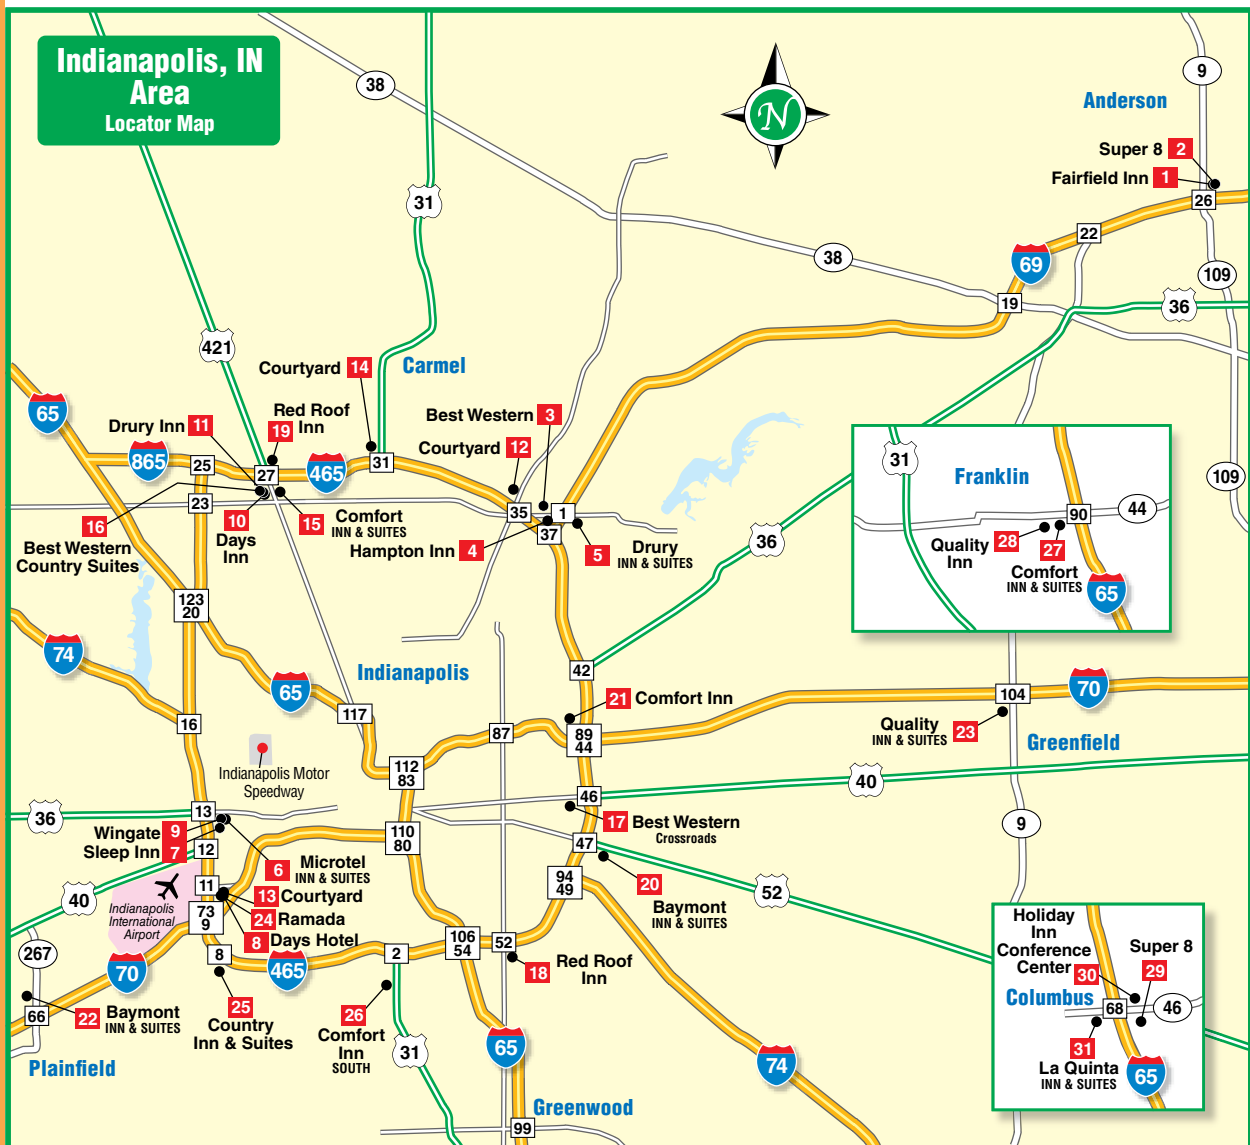 Indianapolis, IN
Area
Locator Map
38
31
N
9
Anderson
Super 8 2
Fairfield Inn 1
26
22
69
109
38
19
36
421
Courtyard 14
Carmel
65
Red Roof
Inn
19
Drury Inn 11
Best Western 3
Courtyard 12
865
25
27
465
31
23
16
Best Western
Country Suites
10
Days
Inn
15
Comfort
INN & SUITES
35
1
37
Hampton Inn 4
5
Drury
INN & SUITES
36
109
31
Franklin
90
44
Quality
Inn
28
27
Comfort
INN & SUITES
65
123
20
74
65
Indianapolis
42
21 Comfort Inn
104
70
Quality
INN & SUITES
23
Greenfield
16
117
87
89
44
Indianapolis Motor
Speedway
112
83
40
46
36
13
Wingate 9
Sleep Inn 7
12
110
80
17 Best Western
Crossroads
9
47
6
Microtel
INN & SUITES
40
11
13 Courtyard
94
49
20
Baymont
INN & SUITES
52
Indianapolis
International
Airport
73
9
24 Ramada
8 Days Hotel
267
70
8
465
2
106
54
52
18
Red Roof
Inn
66
22
Baymont
INN & SUITES
25
Country
Inn & Suites
26
Comfort
Inn
SOUTH
31
65
74
Plainfield
Greenwood
99
Holiday
Inn
Conference
Center
30
Super 8
29
Columbus
68
46
31
La Quinta
INN & SUITES
65